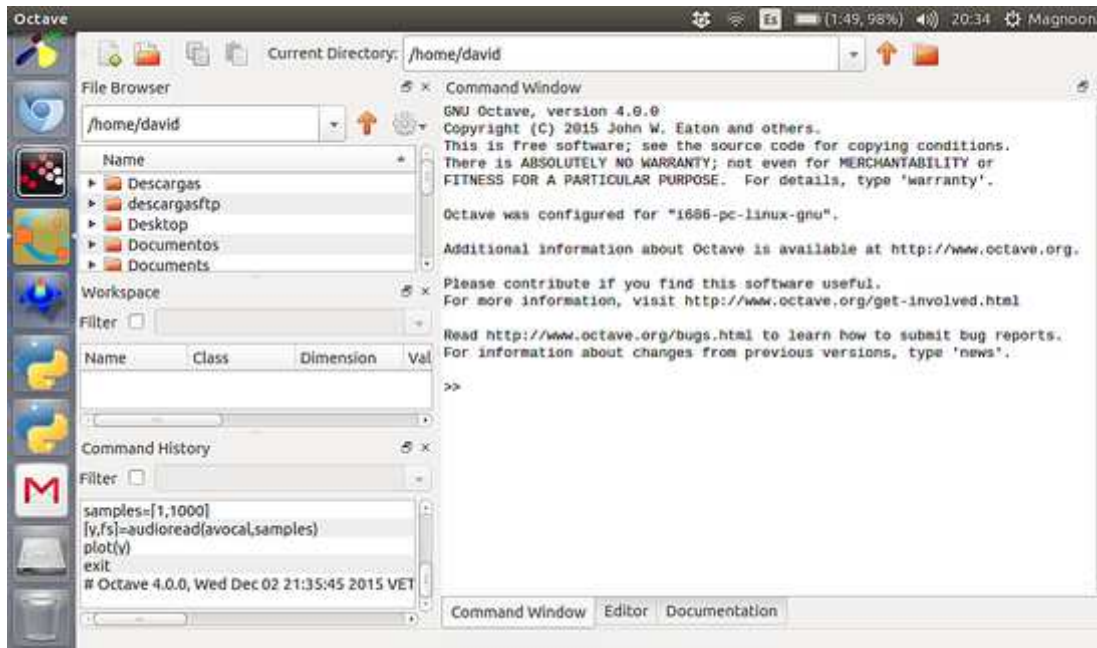 Octave
Es (1:49, 98%) 20:34 Magnoon
Current Directory: /home/david
File Browser
/home/david
Name
Descargas
descargasftp
Desktop
Documentos
Documents
Workspace
Filter
Name Class Dimension Val
Command History
Filter
samples=[1,1000]
[y,fs]=audioread(avocal,samples)
plot(y)
exit
# Octave 4.0.0, Wed Dec 02 21:35:45 2015 VET
Command Window
GNU Octave, version 4.0.0
Copyright (C) 2015 John W. Eaton and others.
This is free software; see the source code for copying conditions.
There is ABSOLUTELY NO WARRANTY; not even for MERCHANTABILITY or
FITNESS FOR A PARTICULAR PURPOSE. For details, type 'warranty'.
Octave was configured for "i686-pc-linux-gnu".
Additional information about Octave is available at http://www.octave.org.
Please contribute if you find this software useful.
For more information, visit http://www.octave.org/get-involved.html
Read http://www.octave.org/bugs.html to learn how to submit bug reports.
For information about changes from previous versions, type 'news'.
>>
Command Window Editor Documentation